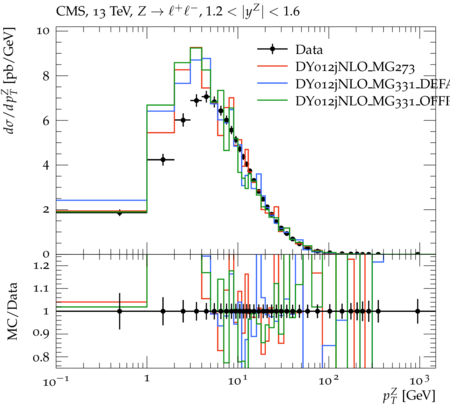 CMS, 13 TeV, Z → ℓ⁺ℓ⁻, 1.2 < |y^Z| < 1.6
dσ/dp_T^Z [pb/GeV]
10
8
6
4
2
0
Data
DY012jNLO_MG273
DY012jNLO_MG331_DEFA
DY012jNLO_MG331_OFFF
MC/Data
1.2
1.1
1
0.9
0.8
10⁻¹ 1 10¹ 10² 10³
p_T^Z [GeV]